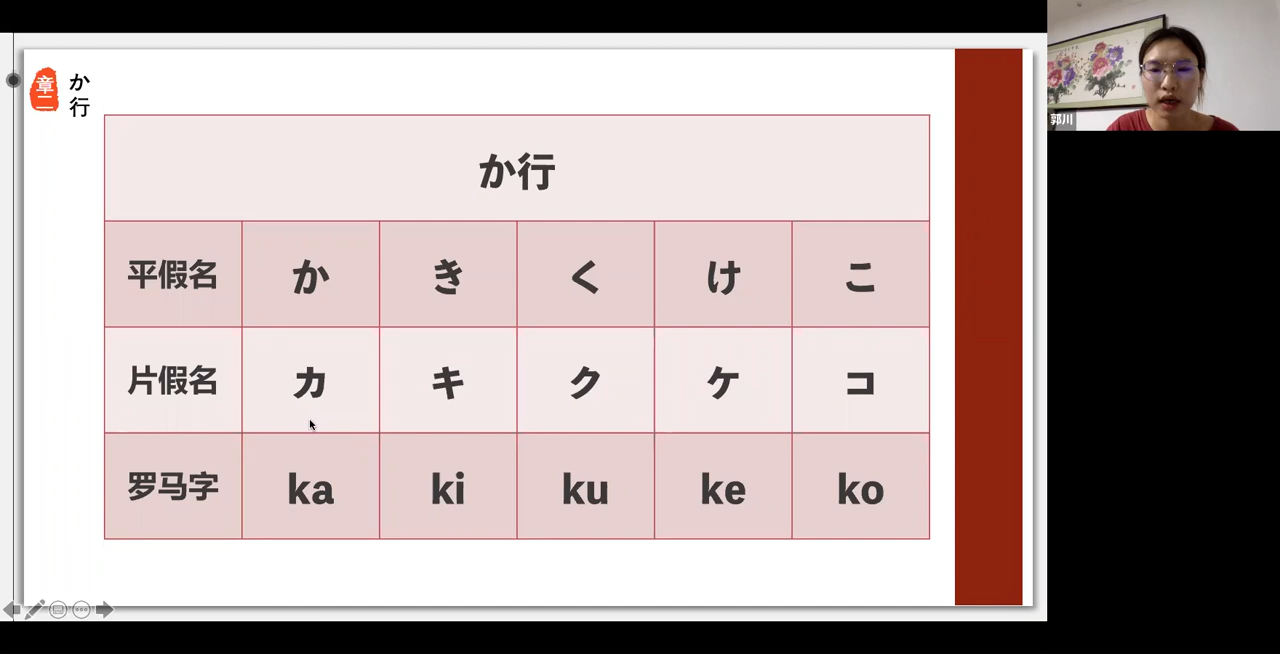 章二
か行
か行
平假名 か き く け こ
片假名 カ キ ク ケ コ
罗马字 ka ki ku ke ko
郭川